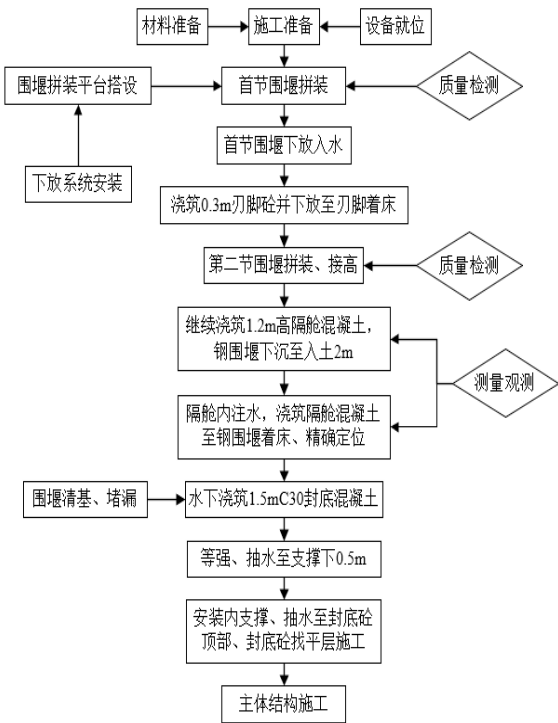 材料准备
施工准备
设备就位
围堰拼装平台搭设
首节围堰拼装
质量检测
首节围堰下放入水
下放系统安装
浇筑0.3m刃脚砼并下放至刃脚着床
第二节围堰拼装、接高
质量检测
继续浇筑1.2m高隔舱混凝土，
钢围堰下沉至入土2m
测量观测
隔舱内注水，浇筑隔舱混凝土
至钢围堰着床、精确定位
围堰清基、堵漏
水下浇筑1.5mC30封底混凝土
等强、抽水至支撑下0.5m
安装内支撑、抽水至封底砼
顶部、封底砼找平层施工
主体结构施工